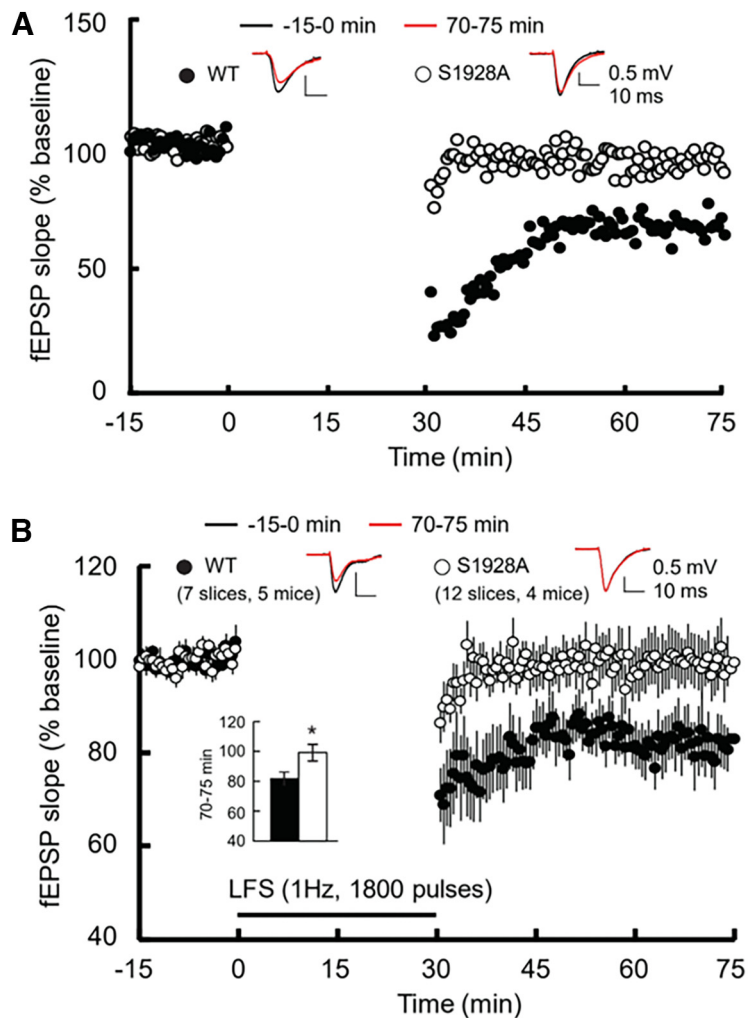 A
-15-0 min 70-75 min
WT S1928A
0.5 mV
10 ms
150
100
50
0
fEPSP slope (% baseline)
-15 0 15 30 45 60 75
Time (min)
B
-15-0 min 70-75 min
WT S1928A
(7 slices, 5 mice) (12 slices, 4 mice)
0.5 mV
10 ms
120
100
80
60
40
fEPSP slope (% baseline)
120
100
80
60
40
70-75 min
*
LFS (1Hz, 1800 pulses)
-15 0 15 30 45 60 75
Time (min)